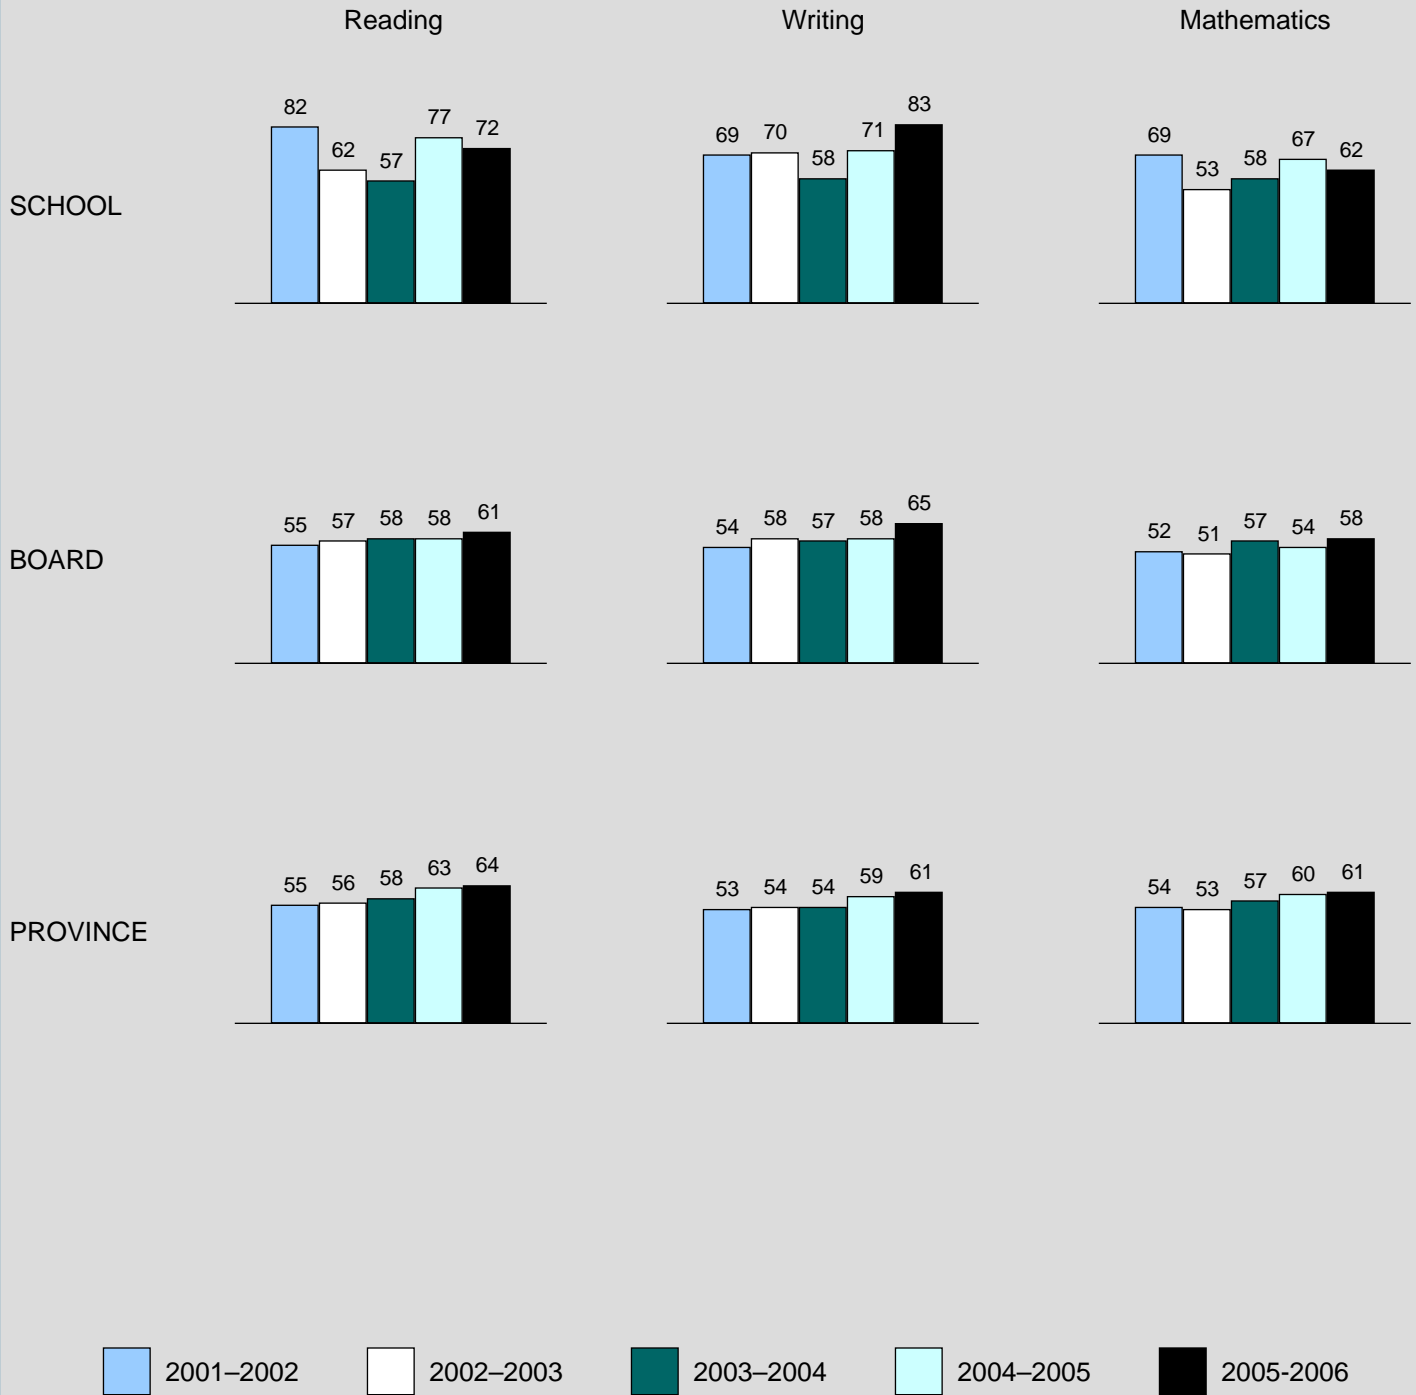 Reading Writing Mathematics
SCHOOL
82 62 57 77 72
69 70 58 71 83
69 53 58 67 62
BOARD
55 57 58 58 61
54 58 57 58 65
52 51 57 54 58
PROVINCE
55 56 58 63 64
53 54 54 59 61
54 53 57 60 61
2001–2002 2002–2003 2003–2004 2004–2005 2005-2006